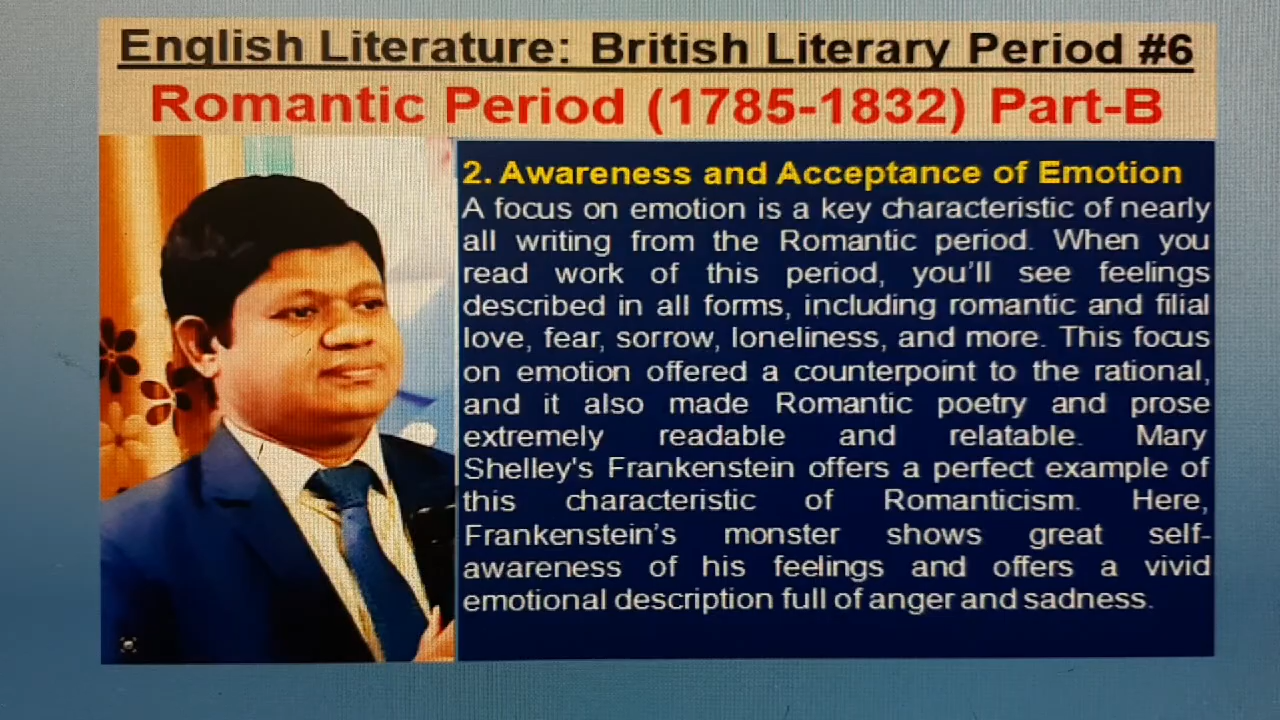 English Literature: British Literary Period #6
Romantic Period (1785-1832) Part-B
2. Awareness and Acceptance of Emotion
A focus on emotion is a key characteristic of nearly
all writing from the Romantic period. When you
read work of this period, you'll see feelings
described in all forms, including romantic and filial
love, fear, sorrow, loneliness, and more. This focus
on emotion offered a counterpoint to the rational,
and it also made Romantic poetry and prose
extremely readable and relatable. Mary
Shelley's Frankenstein offers a perfect example of
this characteristic of Romanticism. Here,
Frankenstein's monster shows great self-
awareness of his feelings and offers a vivid
emotional description full of anger and sadness.